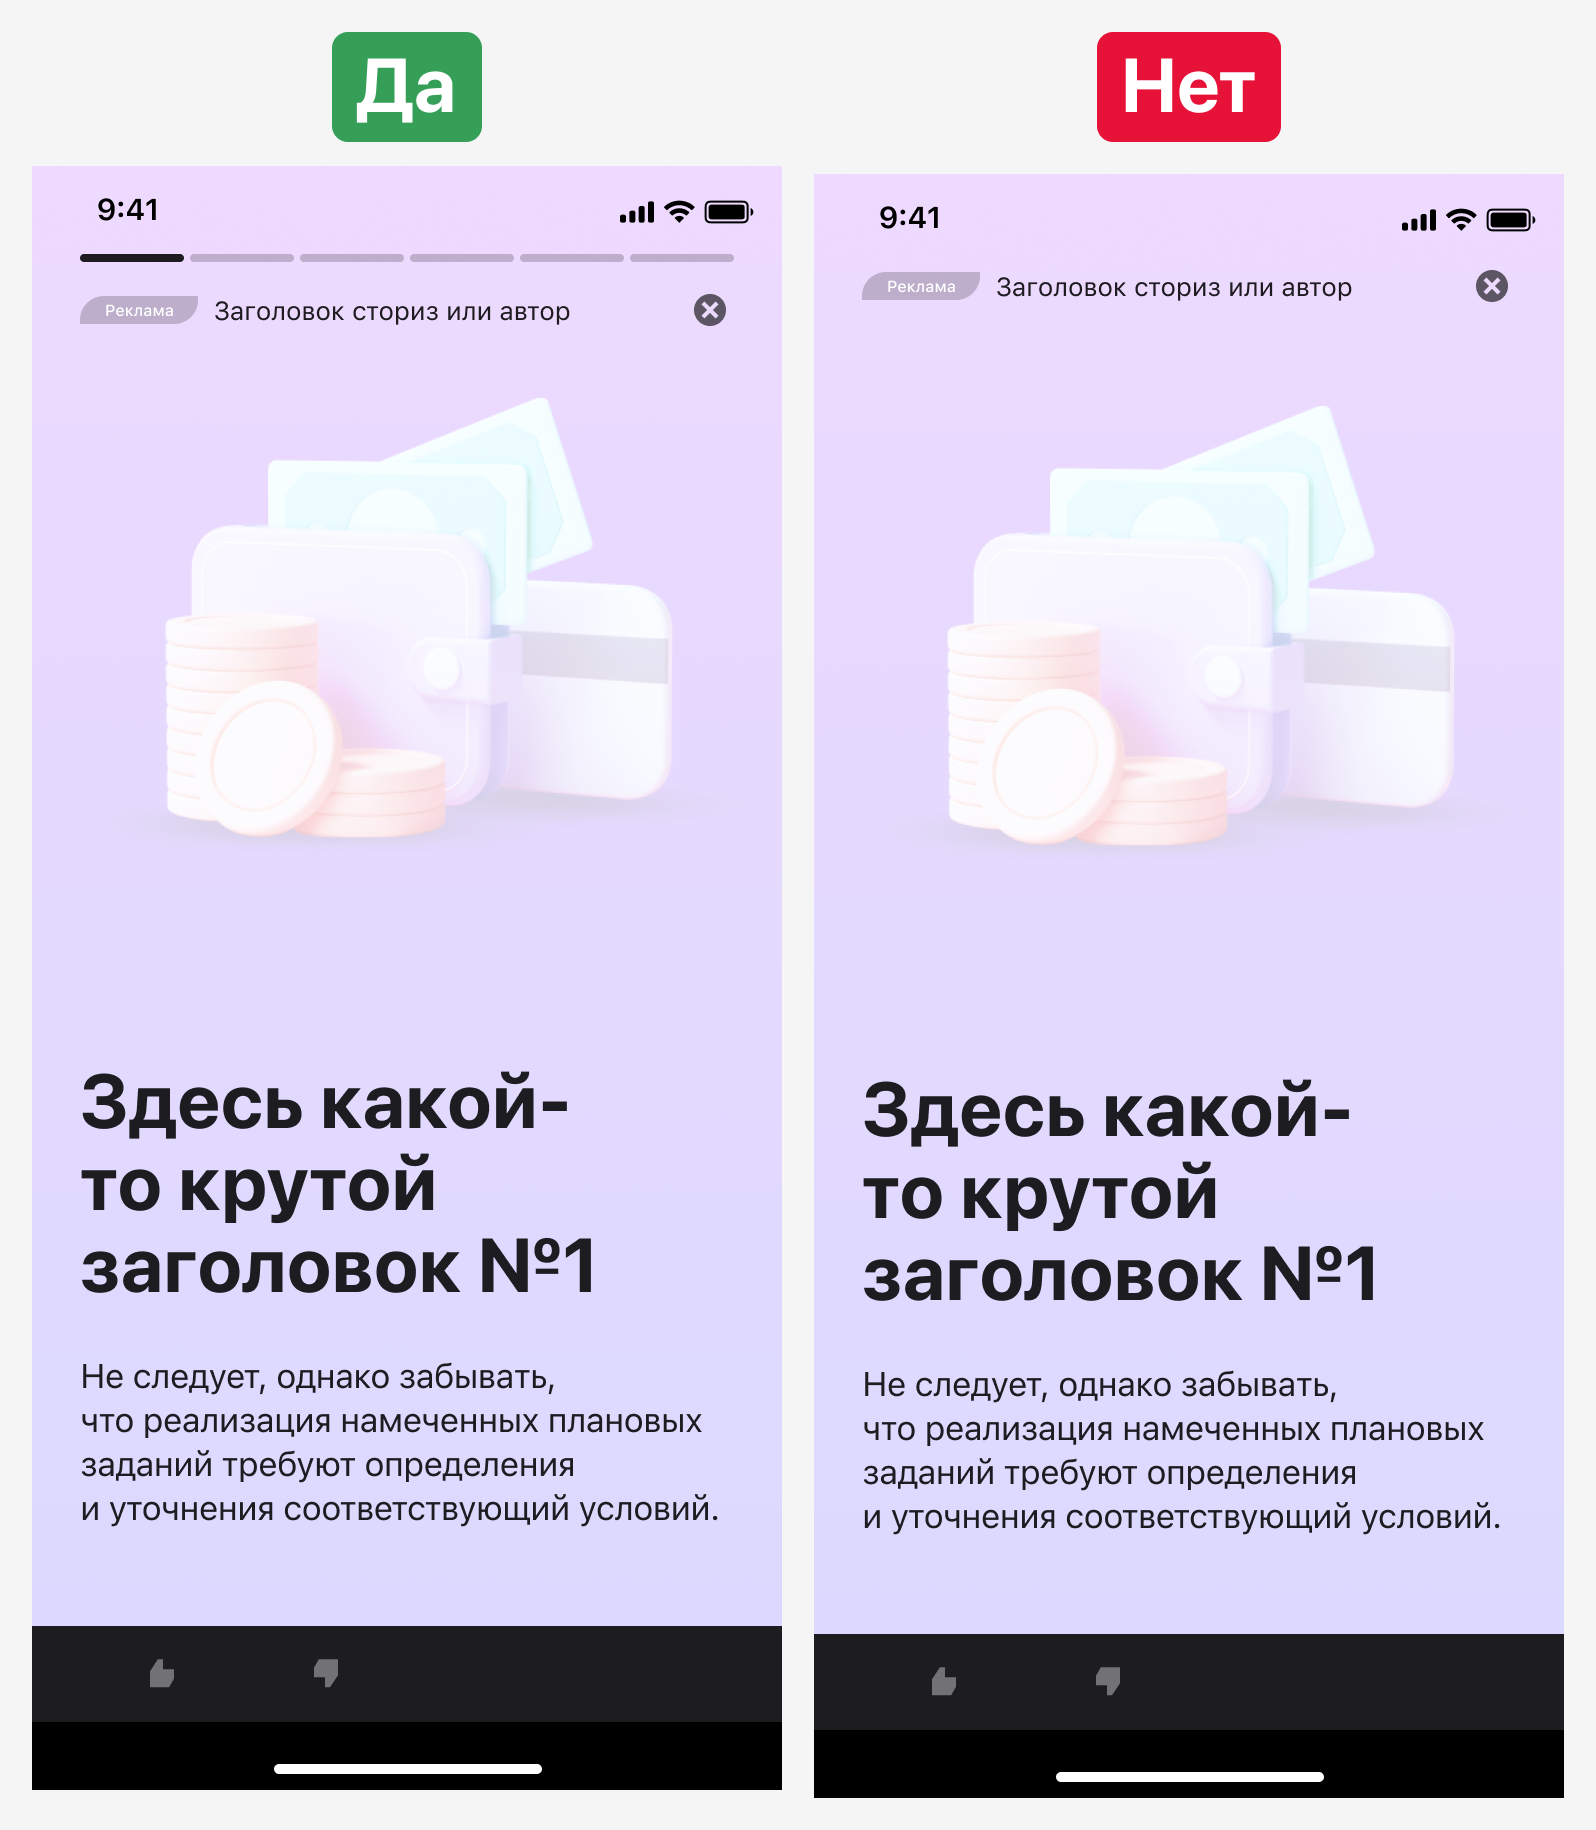 Да
9:41
Реклама Заголовок сториз или автор
Здесь какой-
то крутой
заголовок №1
Не следует, однако забывать,
что реализация намеченных плановых
заданий требуют определения
и уточнения соответствующий условий.
Нет
9:41
Реклама Заголовок сториз или автор
Здесь какой-
то крутой
заголовок №1
Не следует, однако забывать,
что реализация намеченных плановых
заданий требуют определения
и уточнения соответствующий условий.